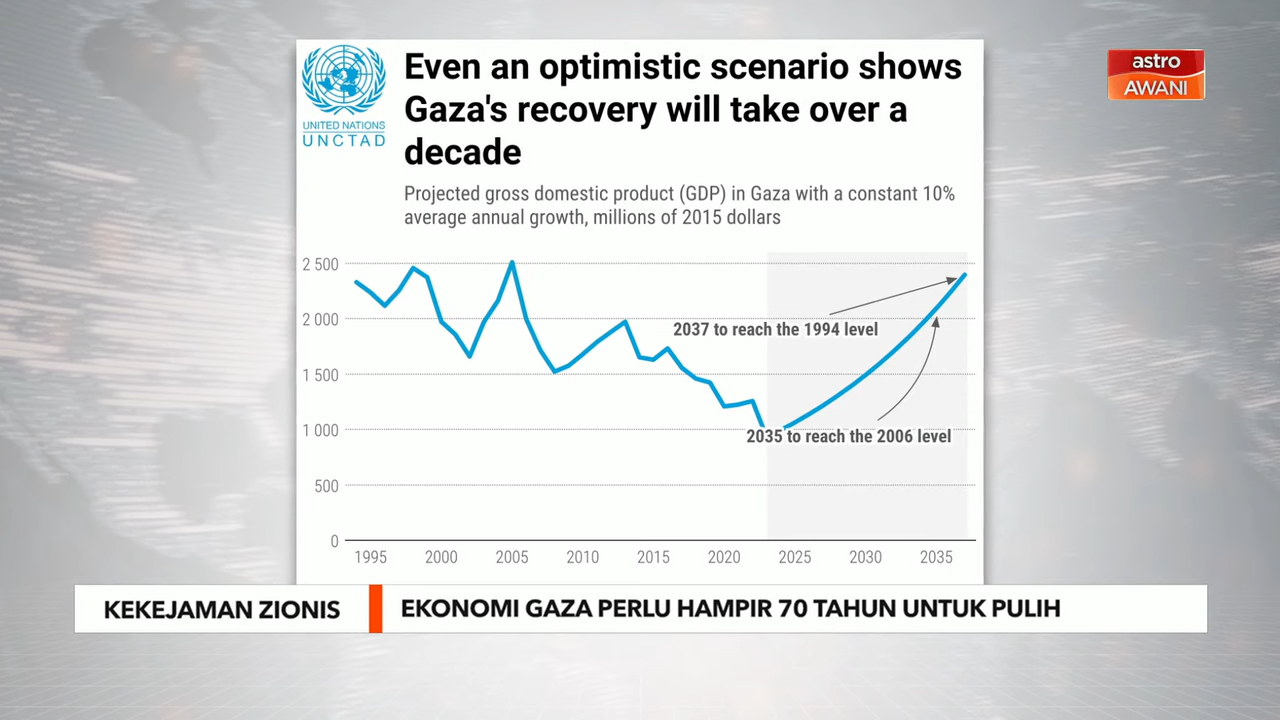 UNITED NATIONS
UNCTAD
Even an optimistic scenario shows
Gaza's recovery will take over a
decade
Projected gross domestic product (GDP) in Gaza with a constant 10%
average annual growth, millions of 2015 dollars
astro
AWANI
2 500
2 000
1 500
1 000
500
0
2037 to reach the 1994 level
2035 to reach the 2006 level
1995 2000 2005 2010 2015 2020 2025 2030 2035
KEKEJAMAN ZIONIS
EKONOMI GAZA PERLU HAMPIR 70 TAHUN UNTUK PULIH